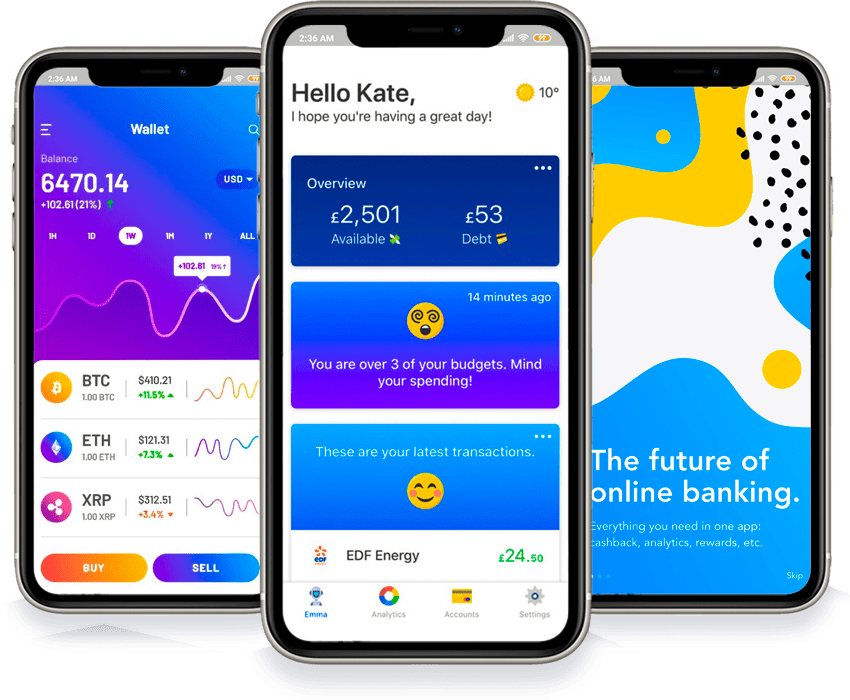 2:36 AM
Wallet
Balance
6470.14
USD
+102.61 (21%)
1H 1D 1W 1M 1Y ALL
+102.61 19%
BTC
1.00 BTC
$410.21
+11.5%
ETH
1.00 ETH
$121.31
+7.3%
XRP
1.00 XRP
$312.51
+3.4%
BUY SELL
2:36 AM
99
Hello Kate,
10°
I hope you're having a great day!
Overview
£2,501
Available
£53
Debt
14 minutes ago
You are over 3 of your budgets. Mind
your spending!
These are your latest transactions.
EDF
EDF Energy
£24.50
Emma Analytics Accounts Settings
AM
99
The future of
online banking.
Everything you need in one app:
cashback, analytics, rewards, etc.
Skip